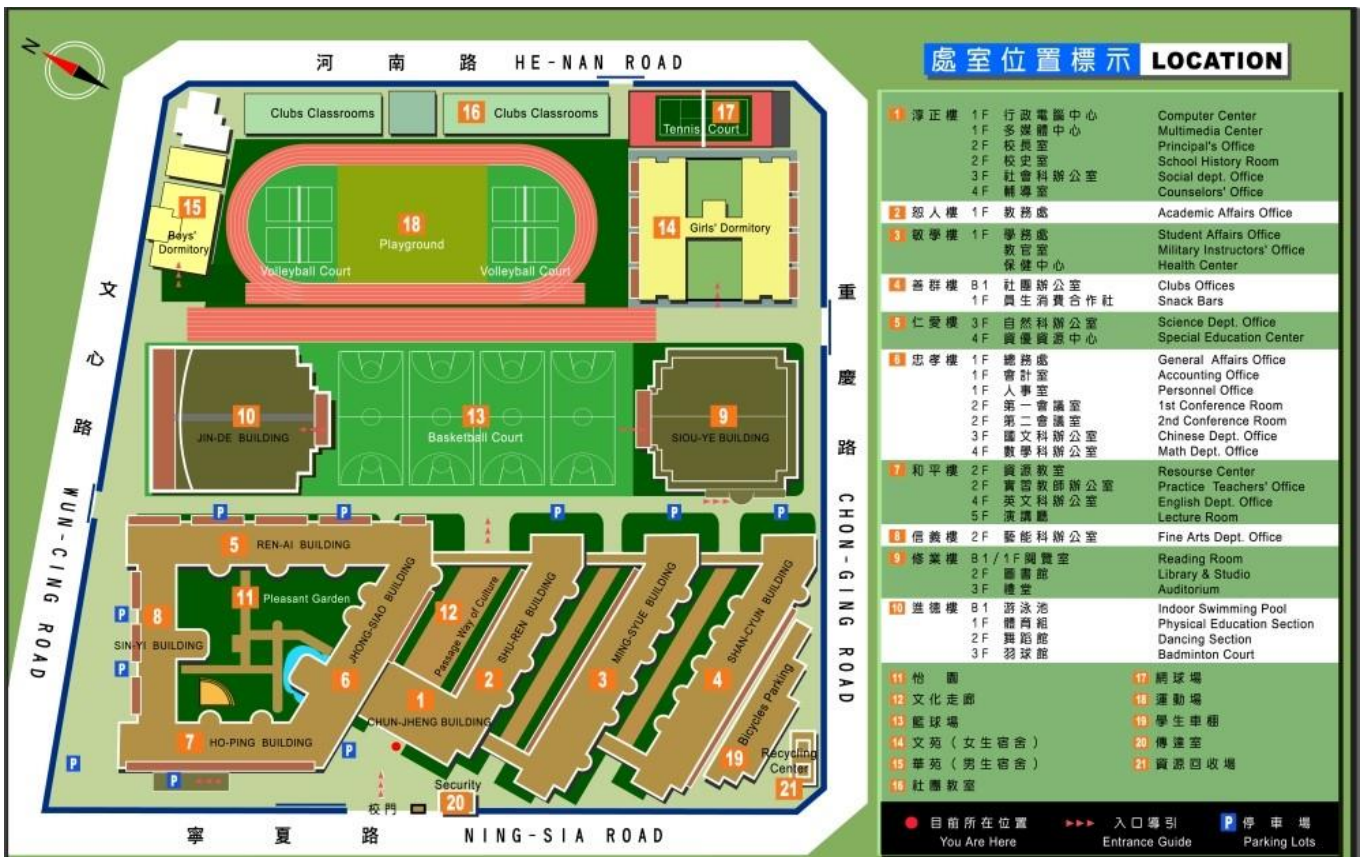 N
河南路 HE-NAN ROAD
Clubs Classrooms
16 Clubs Classrooms
17
Tennis Court
15
Boys'
Dormitory
18
Playground
Volleyball Court
Volleyball Court
14 Girls' Dormitory
文心路 WUN-CING ROAD
重慶路 CHON-GING ROAD
10
JIN-DE BUILDING
13
Basketball Court
9
SIOU-YE BUILDING
P
P
P
P
P
5 REN-AI BUILDING
11 Pleasant Garden
8
SIN-YI BUILDING
P
P
6 JHONG-SIAO BUILDING
12 Passage Way of Culture
2 SHU-REN BUILDING
3 MING-SYUE BUILDING
4 SHAN-CYUN BUILDING
1
CHUN-JHENG BUILDING
7 HO-PING BUILDING
P
P
P
19 Bicycles Parking
Recycling
Center
21
Security
20
校門
寧夏路 NING-SIA ROAD
處室位置標示 LOCATION
1 淳正樓 1F 行政電腦中心 Computer Center
1F 多媒體中心 Multimedia Center
2F 校長室 Principal's Office
2F 校史室 School History Room
3F 社會科辦公室 Social dept. Office
4F 輔導室 Counselors' Office
2 恕人樓 1F 教務處 Academic Affairs Office
3 敏學樓 1F 學務處 Student Affairs Office
教官室 Military Instructors' Office
保健中心 Health Center
4 善群樓 B1 社團辦公室 Clubs Offices
1F 員生消費合作社 Snack Bars
5 仁愛樓 3F 自然科辦公室 Science Dept. Office
4F 資優資源中心 Special Education Center
6 忠孝樓 1F 總務處 General Affairs Office
1F 會計室 Accounting Office
1F 人事室 Personnel Office
2F 第一會議室 1st Conference Room
2F 第二會議室 2nd Conference Room
3F 國文科辦公室 Chinese Dept. Office
4F 數學科辦公室 Math Dept. Office
7 和平樓 2F 資源教室 Resourse Center
2F 實習教師辦公室 Practice Teachers' Office
4F 英文科辦公室 English Dept. Office
5F 演講廳 Lecture Room
8 信義樓 2F 藝能科辦公室 Fine Arts Dept. Office
9 修業樓 B1/1F 閱覽室 Reading Room
2F 圖書館 Library & Studio
3F 禮堂 Auditorium
10 進德樓 B1 游泳池 Indoor Swimming Pool
1F 體育組 Physical Education Section
2F 舞蹈館 Dancing Section
3F 羽球館 Badminton Court
11 怡園 17 網球場
12 文化走廊 18 運動場
13 籃球場 19 學生車棚
14 文苑（女生宿舍） 20 傳達室
15 華苑（男生宿舍） 21 資源回收場
16 社團教室
目前所在位置 入口導引 P 停車場
You Are Here Entrance Guide Parking Lots